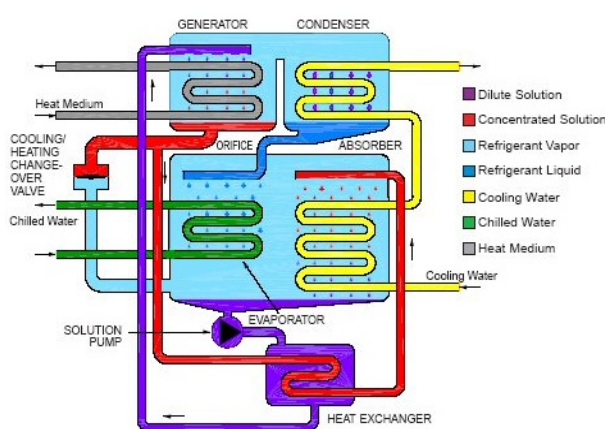 GENERATOR
CONDENSER
Heat Medium
COOLING/
HEATING
CHANGE-
OVER
VALVE
ORIFICE
ABSORBER
Chilled Water
Cooling Water
EVAPORATOR
SOLUTION
PUMP
HEAT EXCHANGER
Dilute Solution
Concentrated Solution
Refrigerant Vapor
Refrigerant Liquid
Cooling Water
Chilled Water
Heat Medium